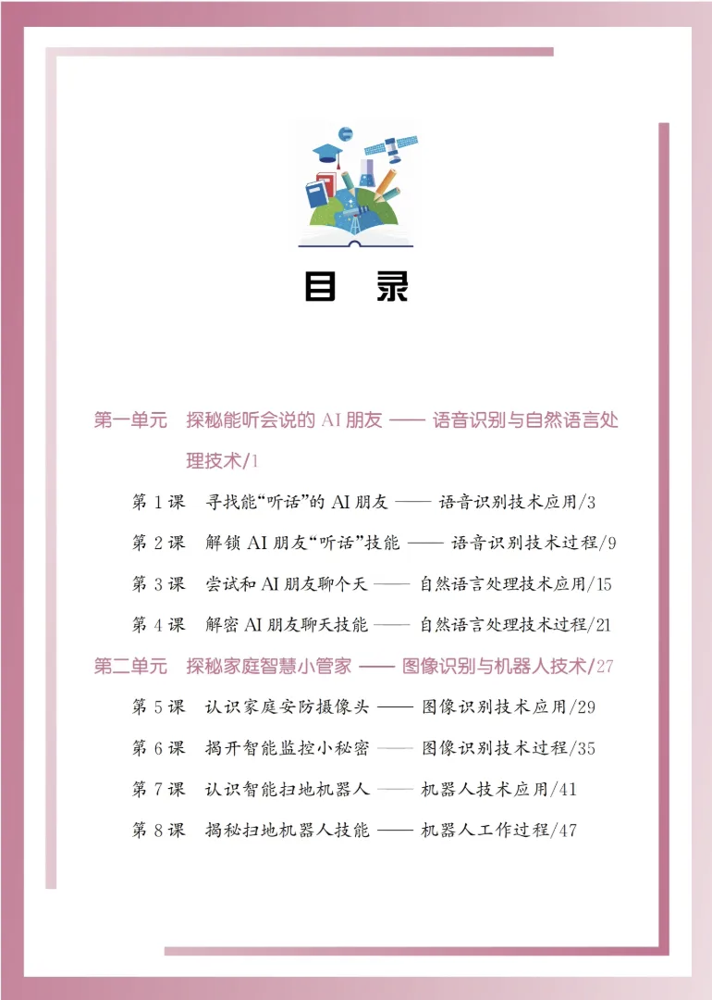 目 录
第一单元 探秘能听会说的 AI 朋友 —— 语音识别与自然语言处
理技术/1
第 1 课 寻找能“听话”的 AI 朋友 —— 语音识别技术应用/3
第 2 课 解锁 AI 朋友“听话”技能 —— 语音识别技术过程/9
第 3 课 尝试和 AI 朋友聊个天 —— 自然语言处理技术应用/15
第 4 课 解密 AI 朋友聊天技能 —— 自然语言处理技术过程/21
第二单元 探秘家庭智慧小管家 —— 图像识别与机器人技术/27
第 5 课 认识家庭安防摄像头 —— 图像识别技术应用/29
第 6 课 揭开智能监控小秘密 —— 图像识别技术过程/35
第 7 课 认识智能扫地机器人 —— 机器人技术应用/41
第 8 课 揭秘扫地机器人技能 —— 机器人工作过程/47